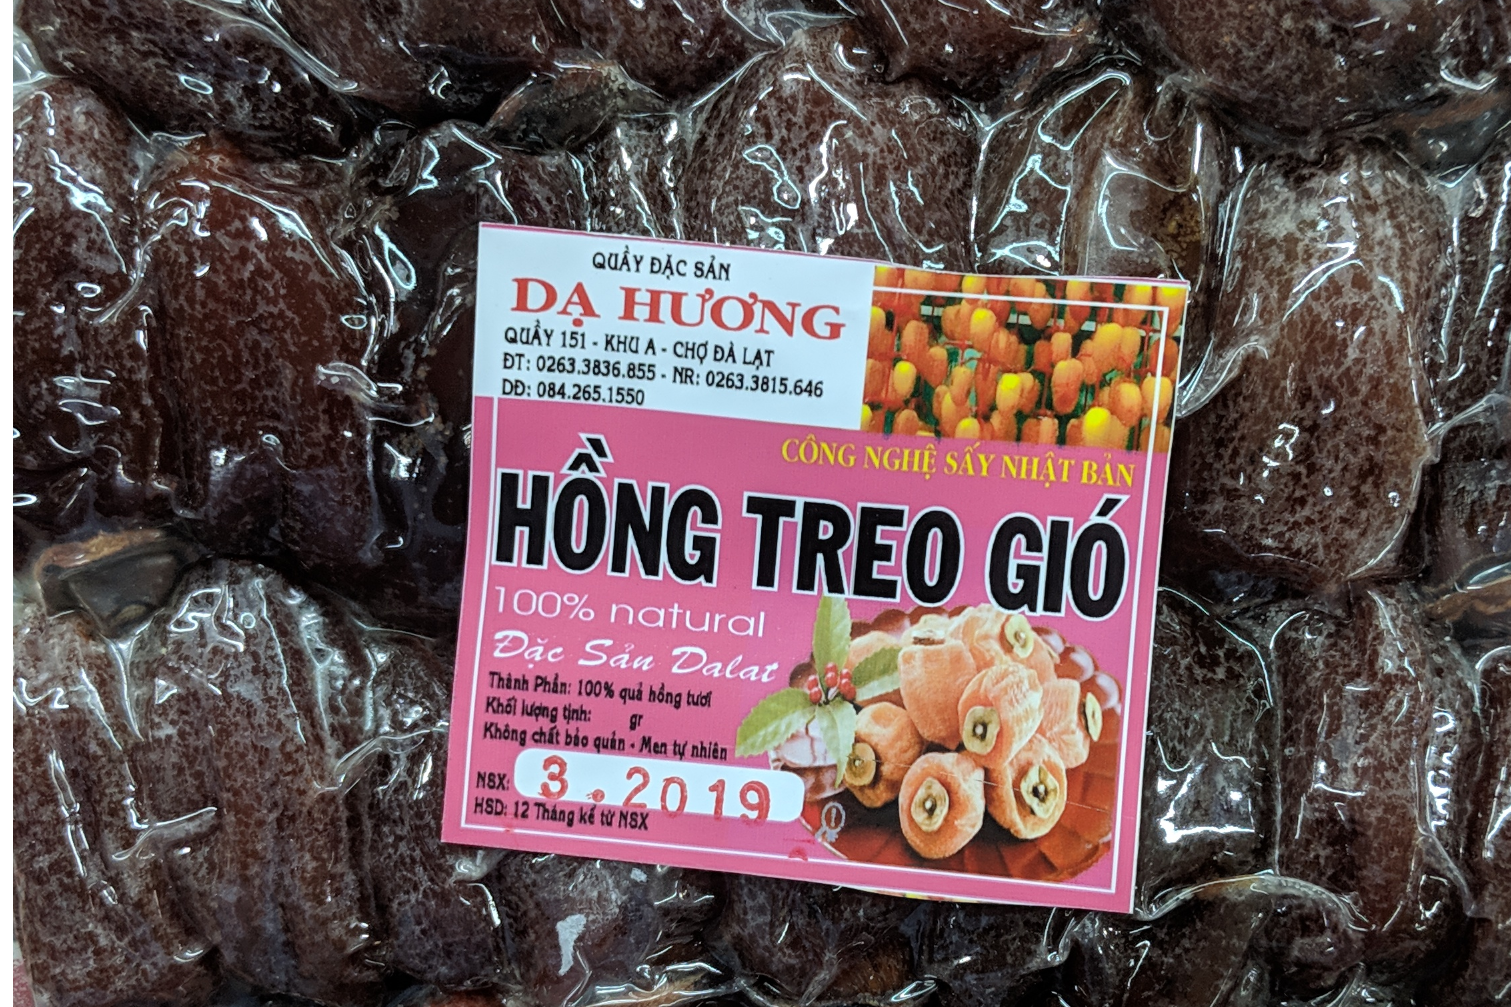 QUẦY ĐẶC SẢN
DẠ HƯƠNG
QUẦY 151 - KHU A - CHỢ ĐÀ LẠT
ĐT: 0263.3836.855 - NR: 0263.3815.646
DĐ: 084.265.1550
CÔNG NGHỆ SẤY NHẬT BẢN
HỒNG TREO GIÓ
100% natural
Đặc Sản Dalat
Thành Phần: 100% quả hồng tươi
Khối lượng tịnh: gr
Không chất bảo quản - Men tự nhiên
NSX: 3.2019
HSD: 12 Tháng kể từ NSX